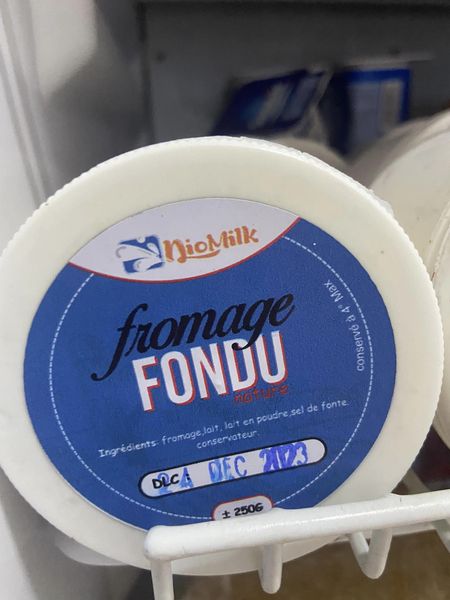 DioMilk
fromage
FONDU
nature
conservé à 4° Max
Ingrédients: fromage,lait, lait en poudre,sel de fonte.
conservateur.
DLC: 24 DEC 2023
± 250G